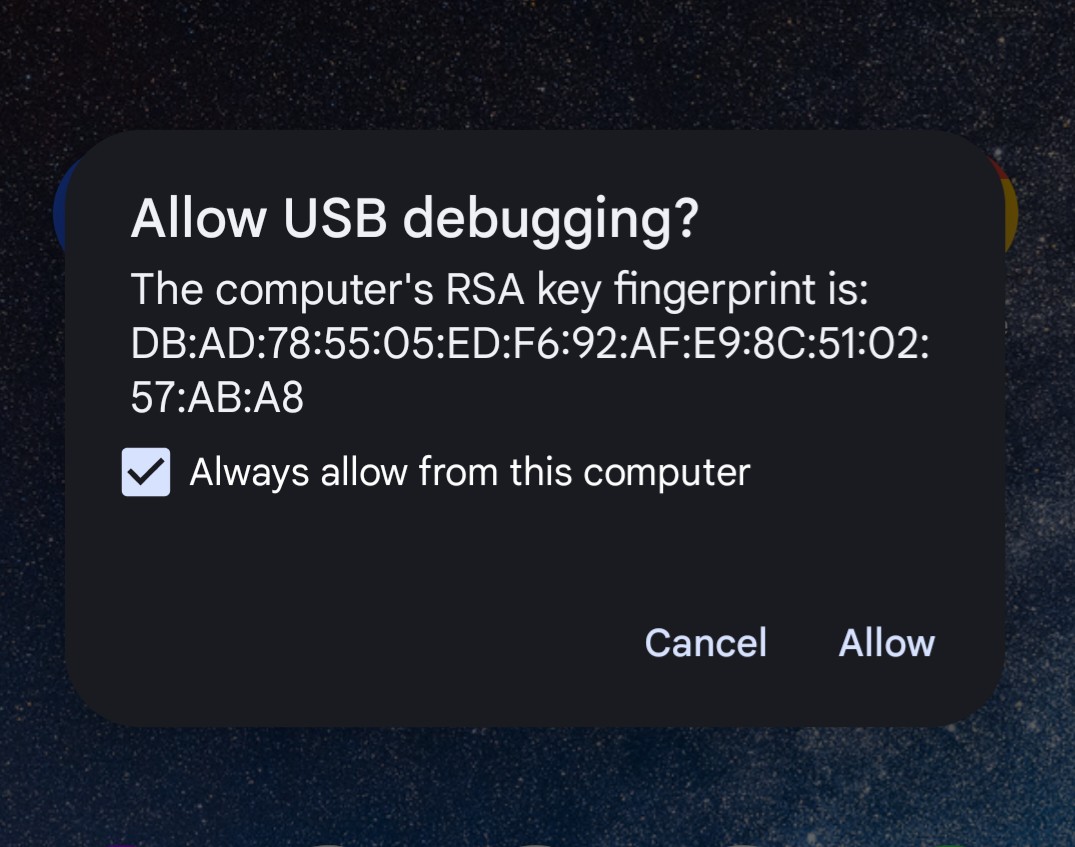 Allow USB debugging?
The computer's RSA key fingerprint is:
DB:AD:78:55:05:ED:F6:92:AF:E9:8C:51:02:
57:AB:A8
Always allow from this computer
Cancel Allow